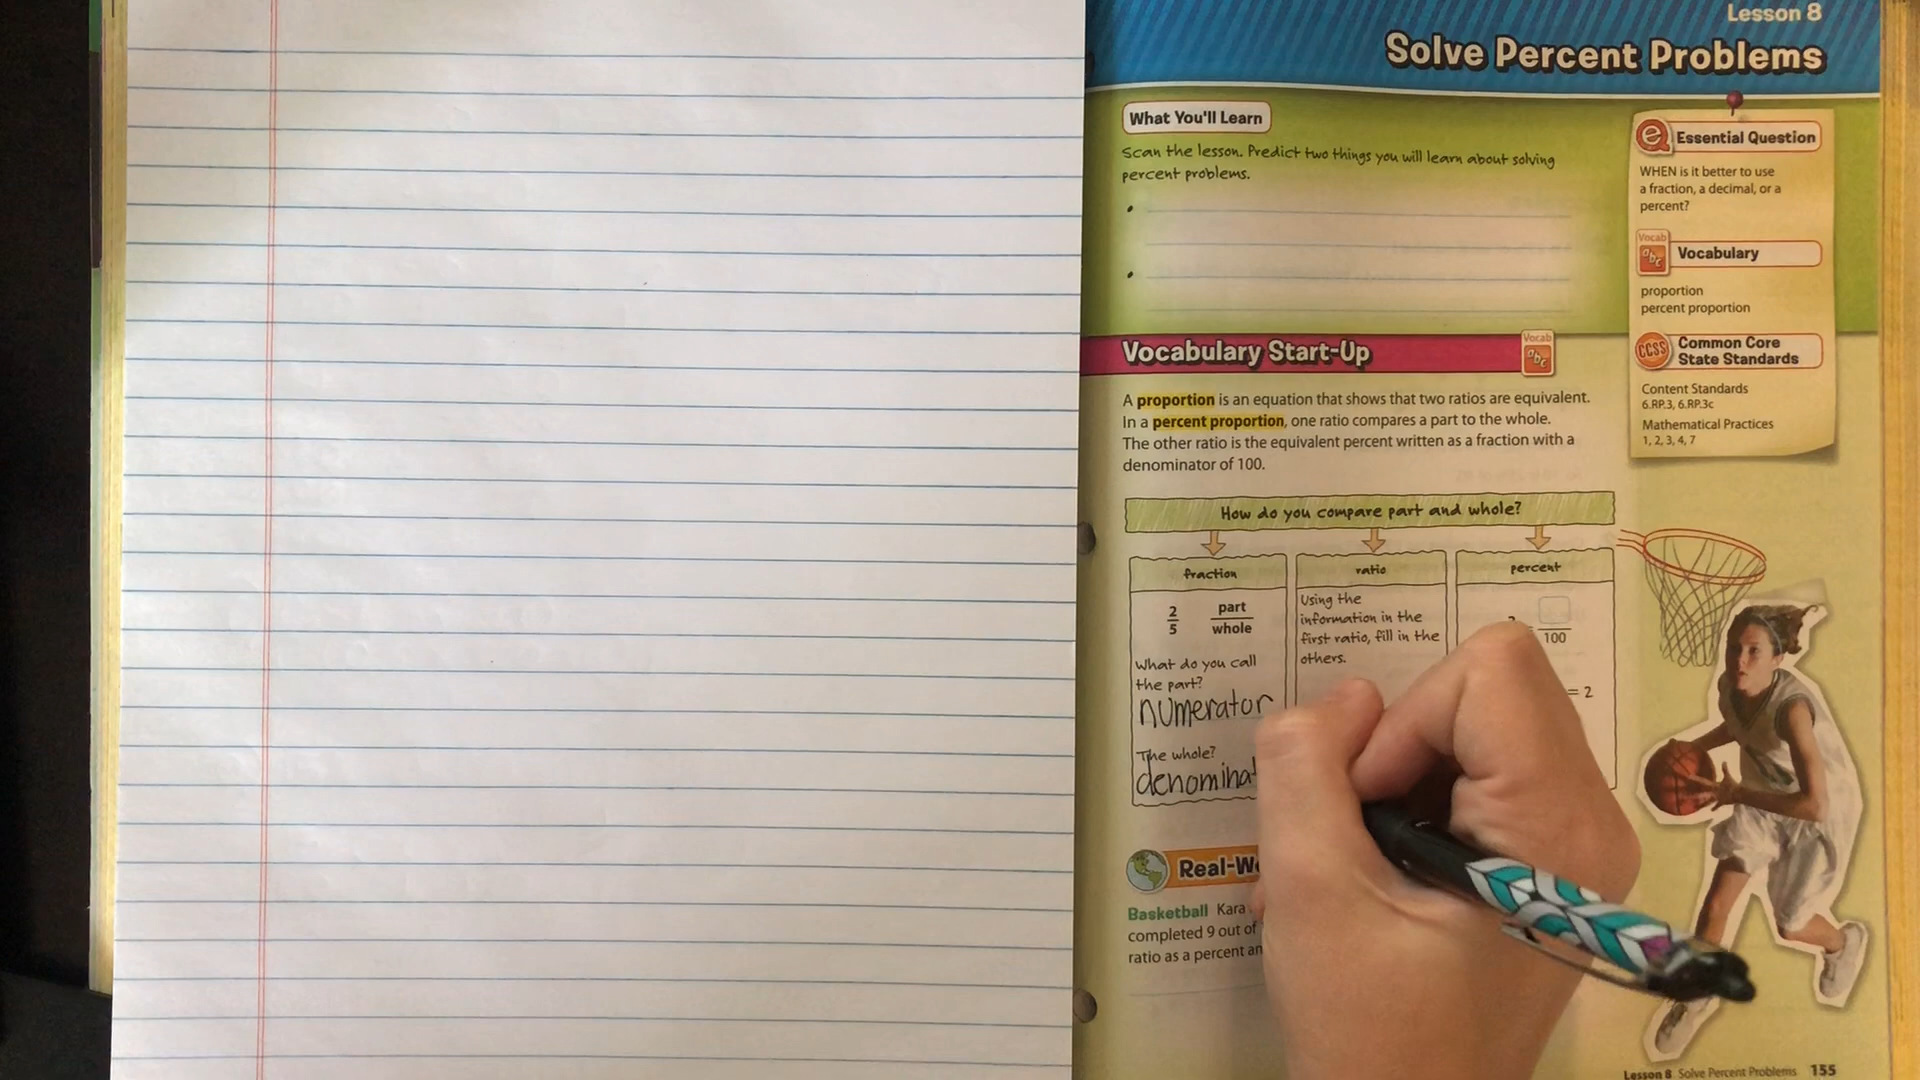 Lesson 8
Solve Percent Problems
What You'll Learn
Scan the lesson. Predict two things you will learn about solving
percent problems.
•
•
Essential Question
WHEN is it better to use
a fraction, a decimal, or a
percent?
Vocab
abc
Vocabulary
proportion
percent proportion
CCSS
Common Core
State Standards
Content Standards
6.RP.3, 6.RP.3c
Mathematical Practices
1, 2, 3, 4, 7
Vocabulary Start-Up
Vocab
abc
A proportion is an equation that shows that two ratios are equivalent.
In a percent proportion, one ratio compares a part to the whole.
The other ratio is the equivalent percent written as a fraction with a
denominator of 100.
How do you compare part and whole?
fraction
2
5
part
whole
What do you call
the part?
numerator
The whole?
ratio
Using the
information in the
first ratio, fill in the
others.
percent
100
= 2
Basketball Kara
completed 9 out of
ratio as a percent
Lesson 8 Solve Percent Problems 155